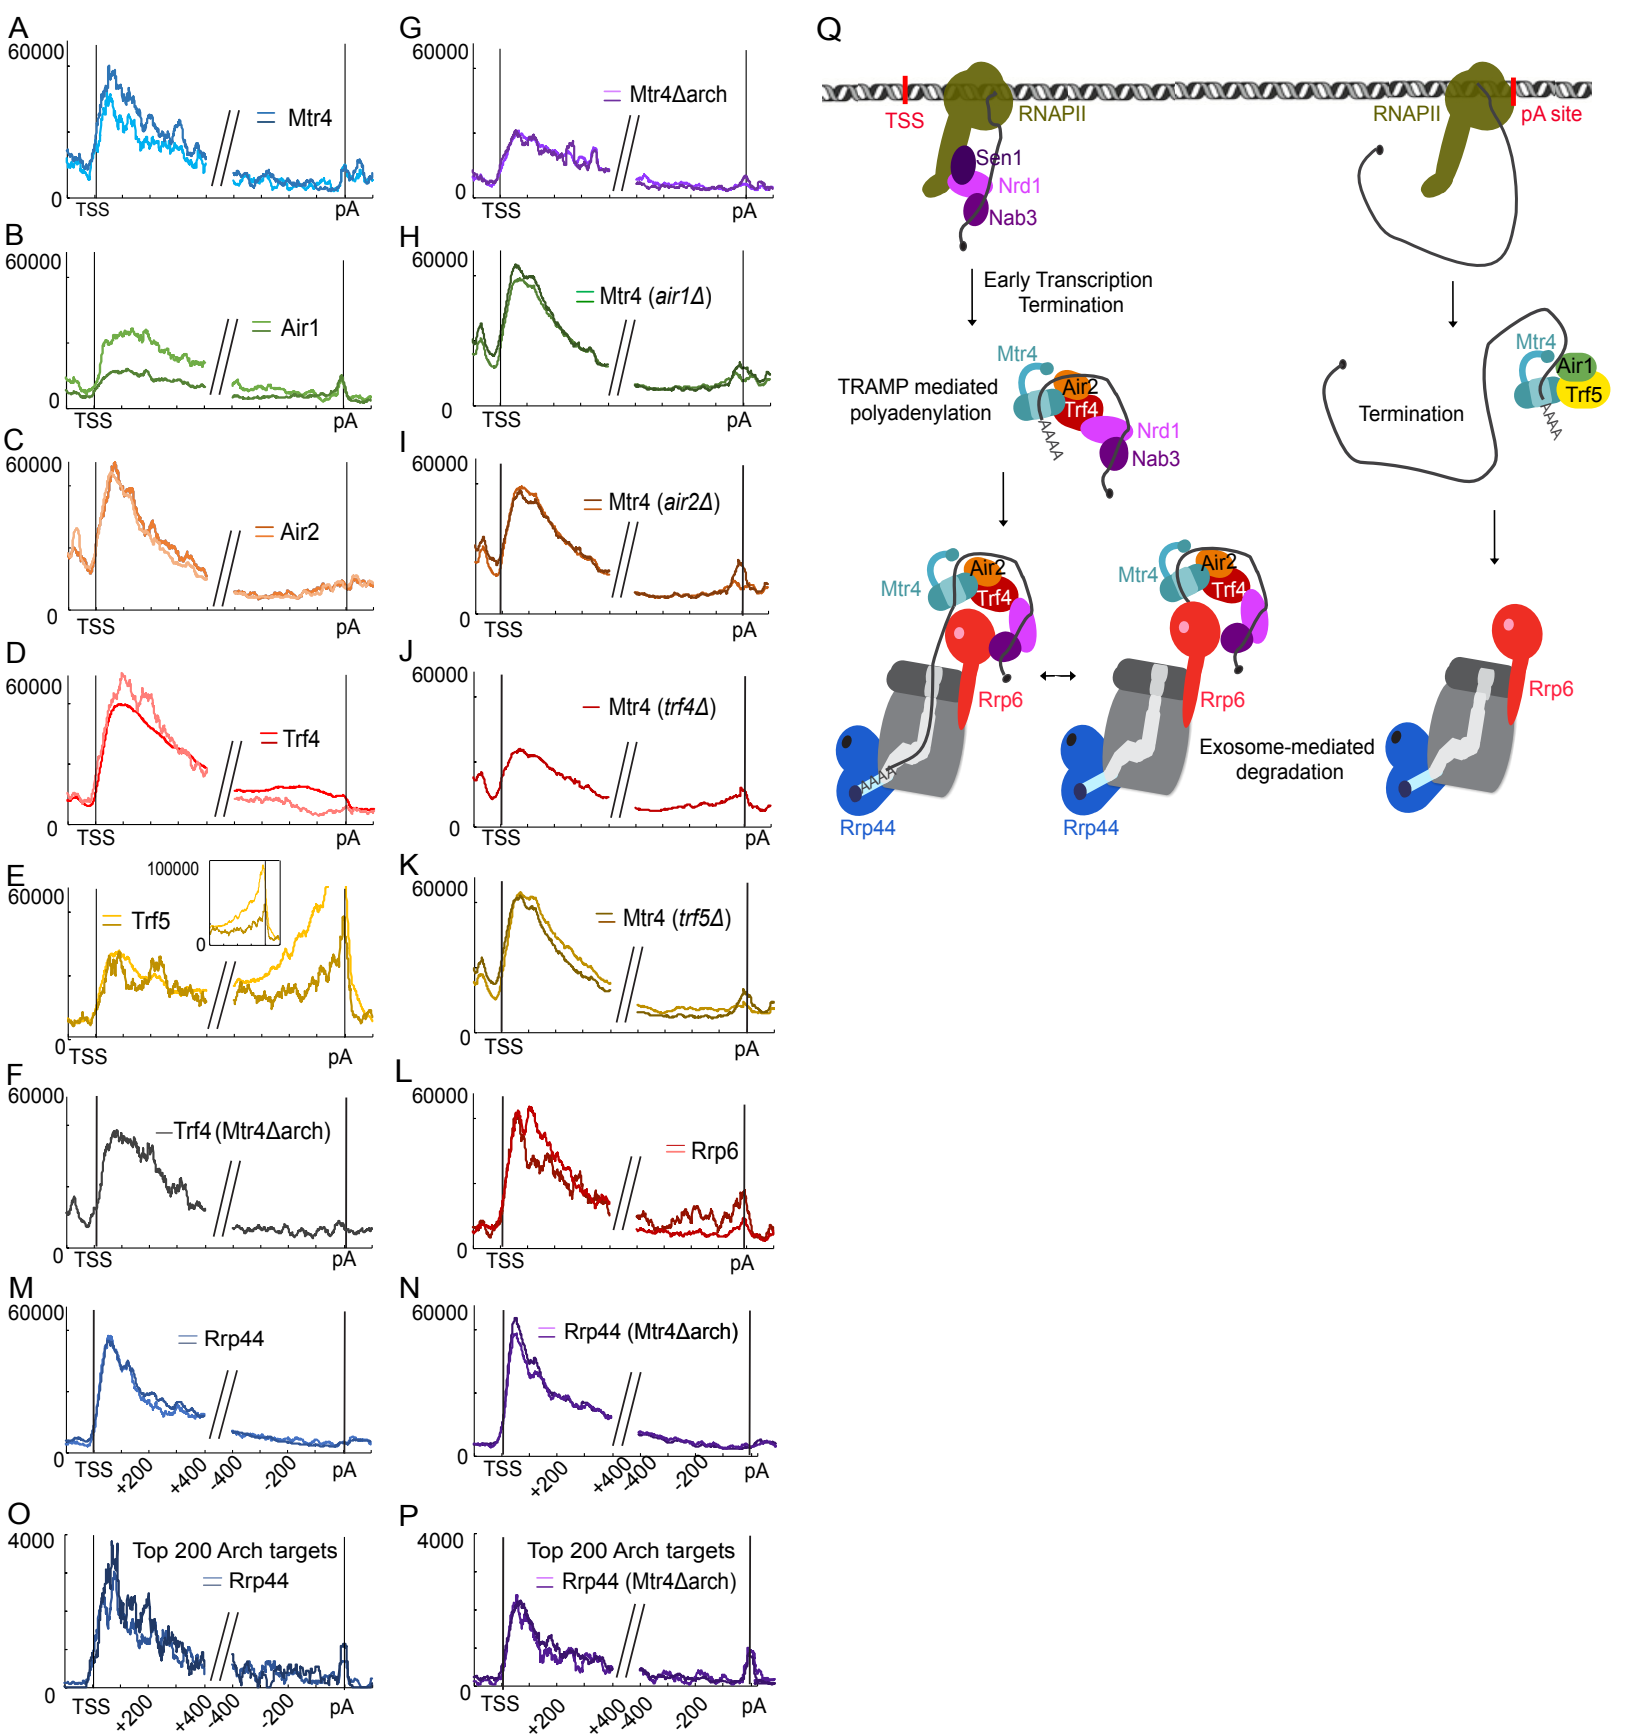 A
60000
Mtr4
0
TSS
pA
G
60000
Mtr4Δarch
0
TSS
pA
B
60000
Air1
0
TSS
pA
H
60000
Mtr4 (air1Δ)
0
TSS
pA
C
60000
Air2
0
TSS
pA
I
60000
Mtr4 (air2Δ)
0
TSS
pA
D
60000
Trf4
0
TSS
pA
J
60000
Mtr4 (trf4Δ)
0
TSS
pA
E
60000
Trf5
100000
0
0
TSS
pA
K
60000
Mtr4 (trf5Δ)
0
TSS
pA
F
60000
Trf4 (Mtr4Δarch)
0
TSS
pA
L
60000
Rrp6
0
TSS
pA
M
60000
Rrp44
0
TSS
+200
+400
-400
-200
pA
N
60000
Rrp44 (Mtr4Δarch)
0
TSS
+200
+400
-400
-200
pA
O
4000
Top 200 Arch targets
Rrp44
0
TSS
+200
+400
-400
-200
pA
P
4000
Top 200 Arch targets
Rrp44 (Mtr4Δarch)
0
TSS
+200
+400
-400
-200
pA
Q
TSS
RNAPII
RNAPII
pA site
Sen1
Nrd1
Nab3
Early Transcription
Termination
Mtr4
Air2
Trf4
AAAA
Nrd1
Nab3
TRAMP mediated
polyadenylation
Termination
Mtr4
Air1
Trf5
AAAA
Mtr4
Air2
Trf4
Rrp6
AAAA
Rrp44
Mtr4
Air2
Trf4
Rrp6
Rrp44
Exosome-mediated
degradation
Rrp6